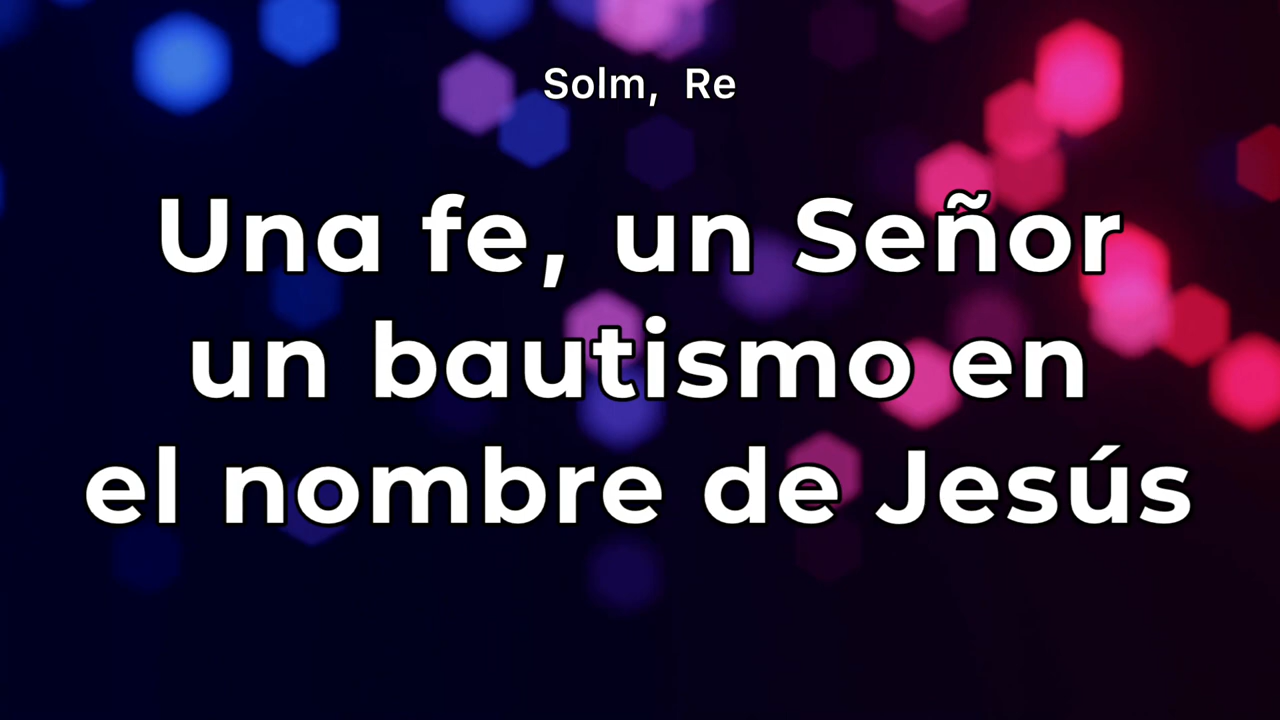 Solm, Re
Una fe, un Señor
un bautismo en
el nombre de Jesús